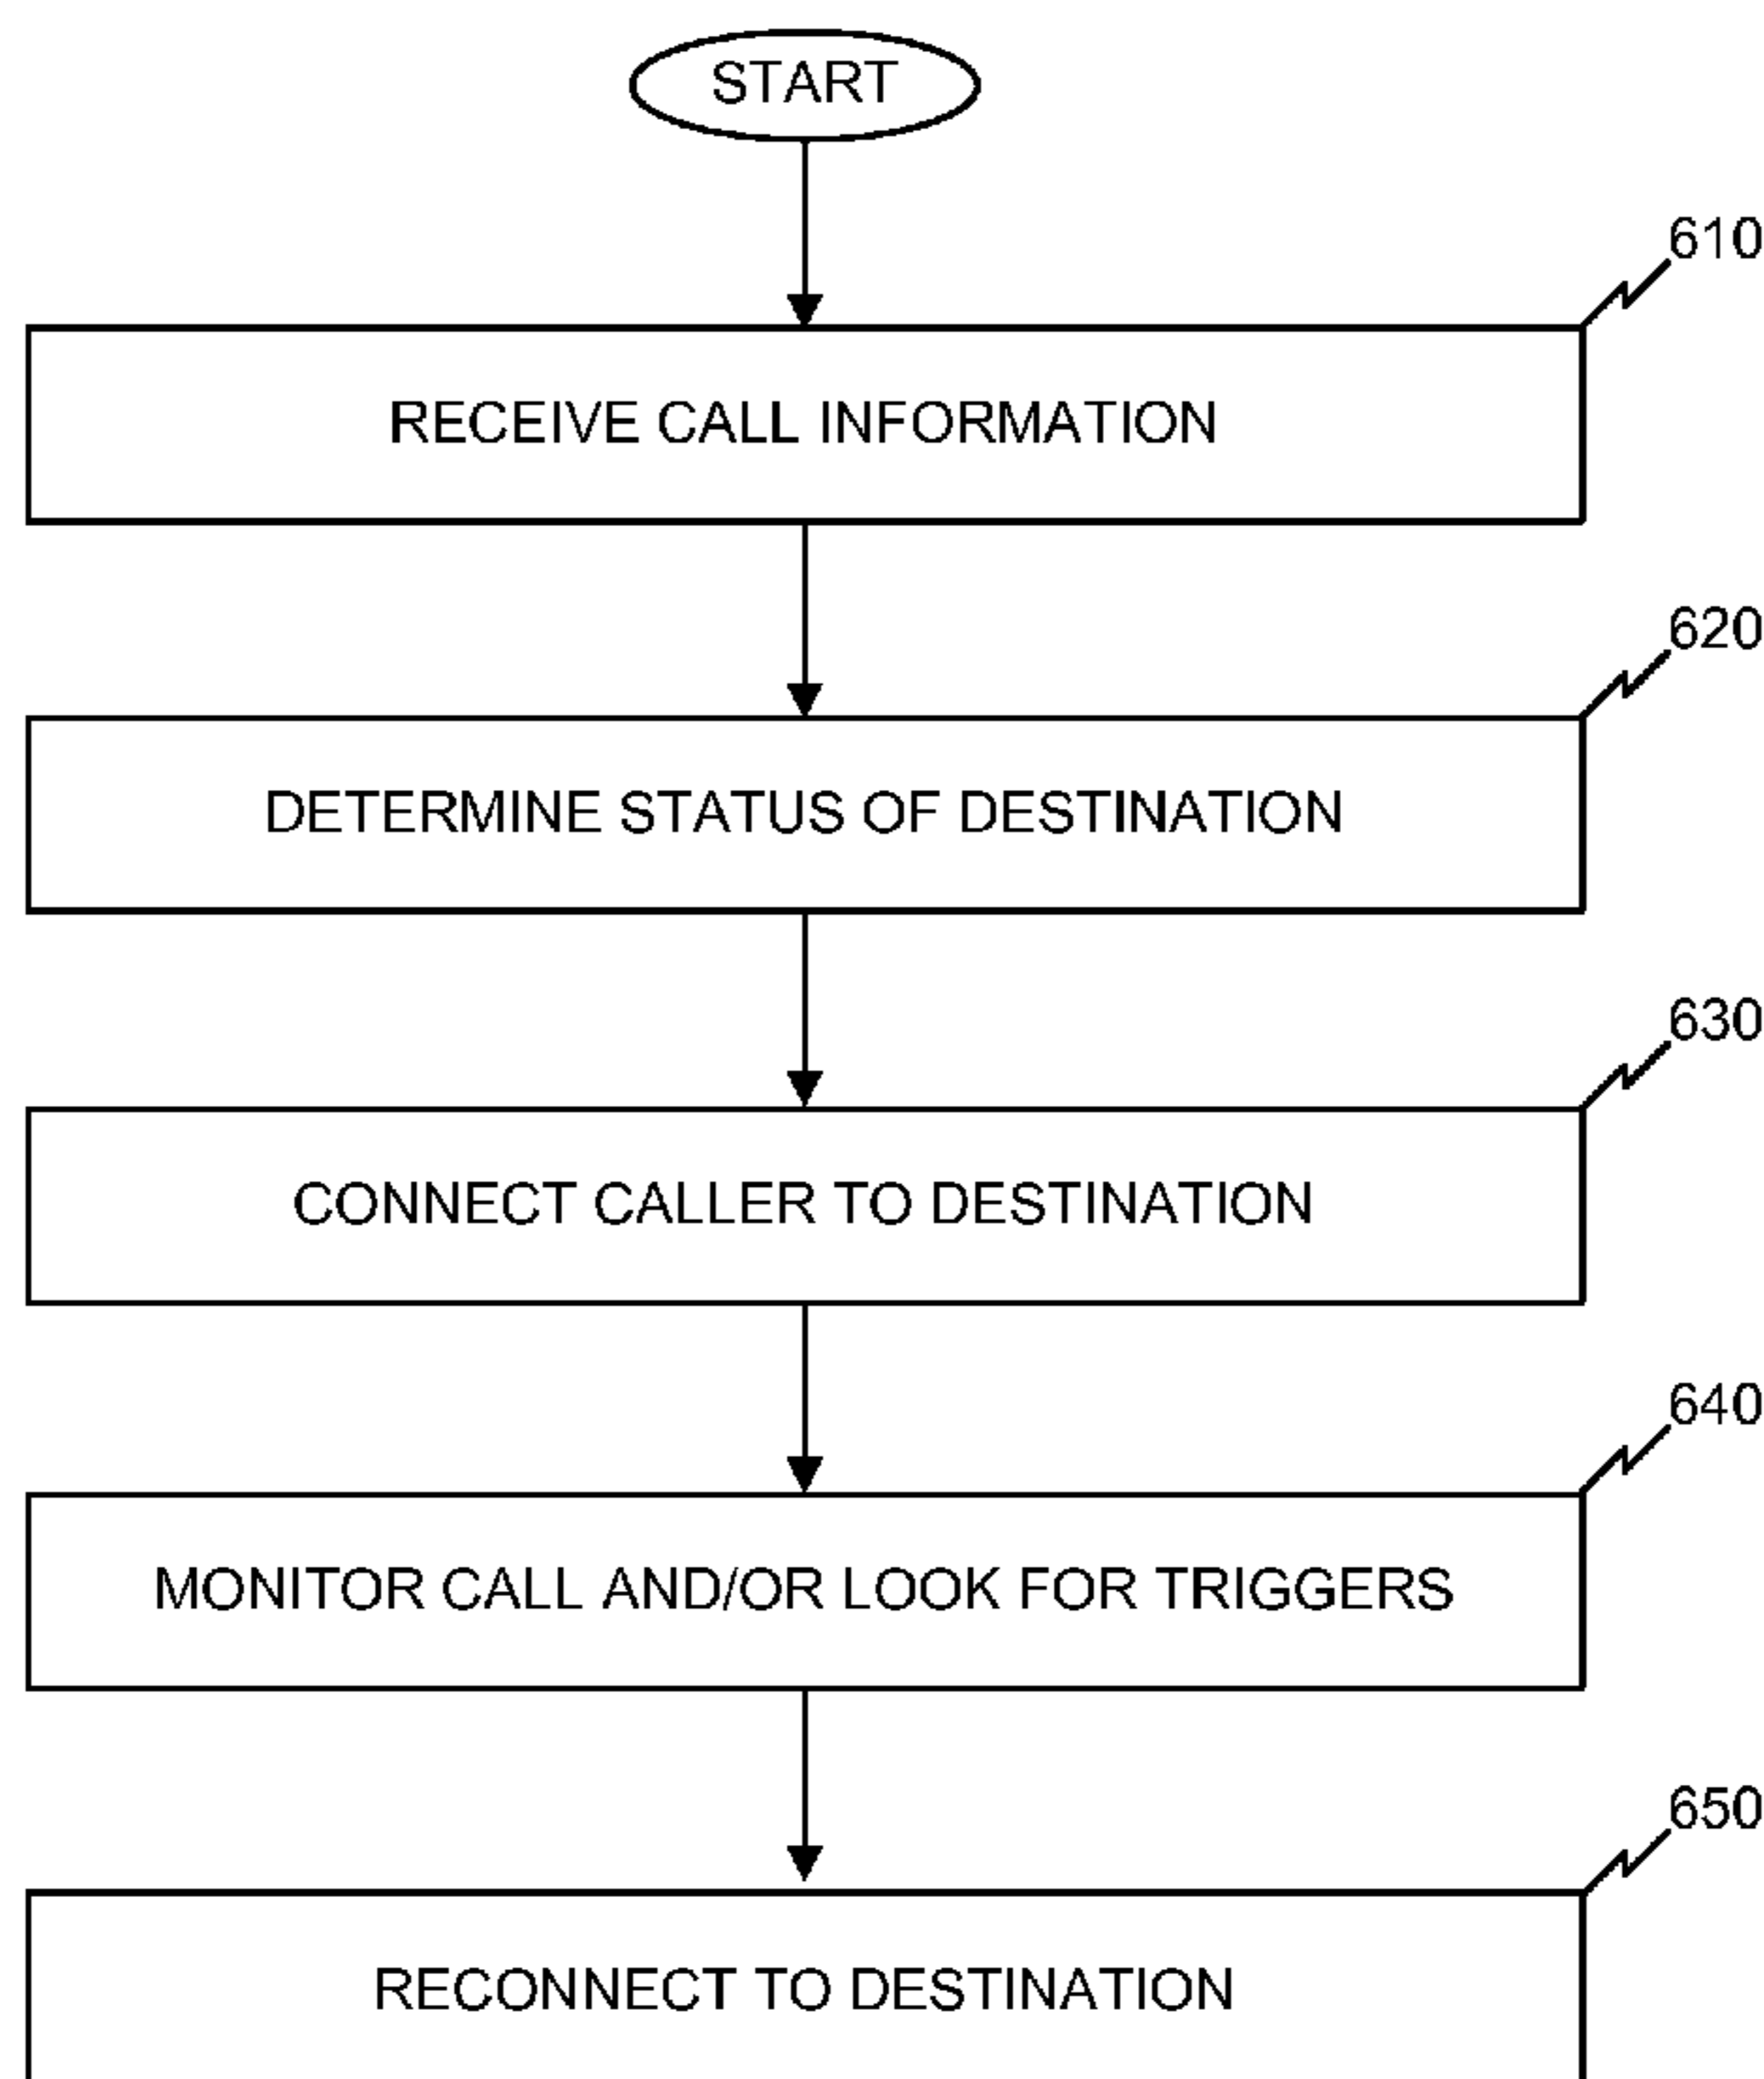 START
610
RECEIVE CALL INFORMATION
620
DETERMINE STATUS OF DESTINATION
630
CONNECT CALLER TO DESTINATION
640
MONITOR CALL AND/OR LOOK FOR TRIGGERS
650
RECONNECT TO DESTINATION